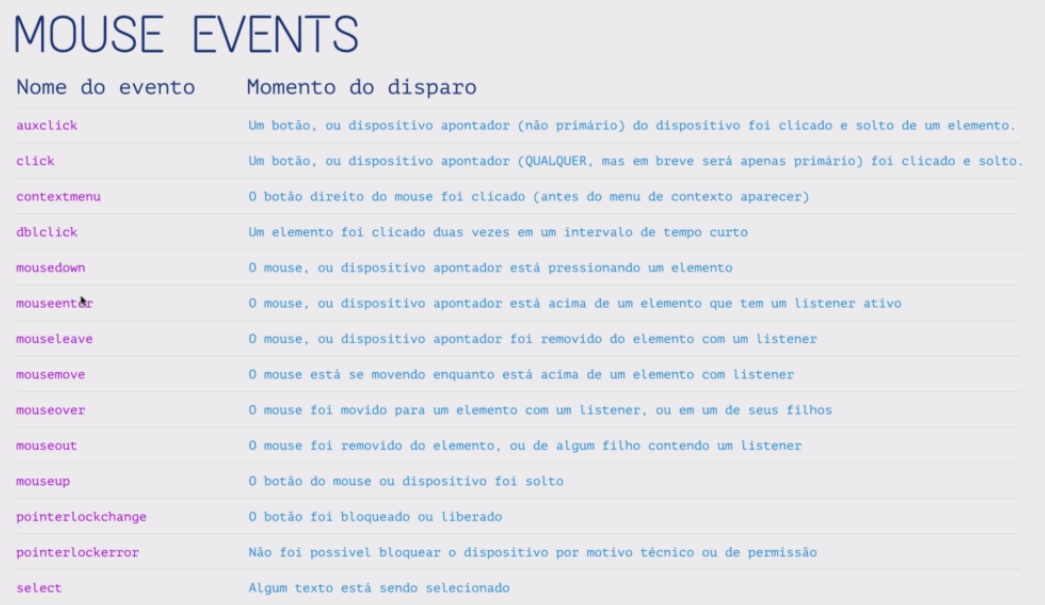 MOUSE EVENTS
Nome do evento Momento do disparo
auxclick Um botão, ou dispositivo apontador (não primário) do dispositivo foi clicado e solto de um elemento.
click Um botão, ou dispositivo apontador (QUALQUER, mas em breve será apenas primário) foi clicado e solto.
contextmenu O botão direito do mouse foi clicado (antes do menu de contexto aparecer)
dblclick Um elemento foi clicado duas vezes em um intervalo de tempo curto
mousedown O mouse, ou dispositivo apontador está pressionando um elemento
mouseenter O mouse, ou dispositivo apontador está acima de um elemento que tem um listener ativo
mouseleave O mouse, ou dispositivo apontador foi removido do elemento com um listener
mousemove O mouse está se movendo enquanto está acima de um elemento com listener
mouseover O mouse foi movido para um elemento com um listener, ou em um de seus filhos
mouseout O mouse foi removido do elemento, ou de algum filho contendo um listener
mouseup O botão do mouse ou dispositivo foi solto
pointerlockchange O botão foi bloqueado ou liberado
pointerlockerror Não foi possivel bloquear o dispositivo por motivo técnico ou de permissão
select Algum texto está sendo selecionado